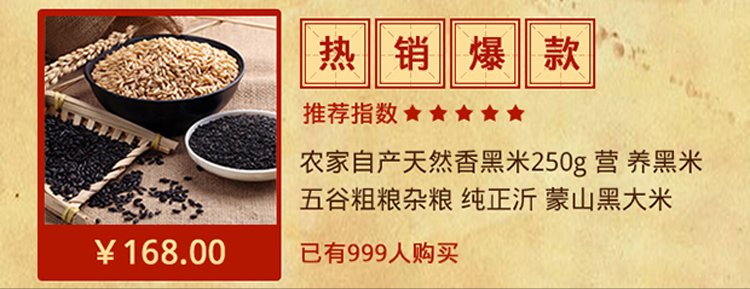 热销爆款
推荐指数★★★★★
农家自产天然香黑米250g 营 养黑米
五谷粗粮杂粮 纯正沂 蒙山黑大米
¥168.00
已有999人购买